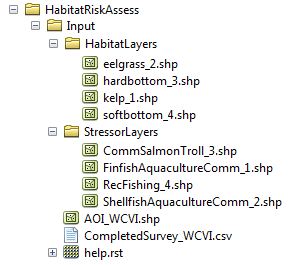 HabitatRiskAssess
Input
HabitatLayers
eelgrass_2.shp
hardbottom_3.shp
kelp_1.shp
softbottom_4.shp
StressorLayers
CommSalmonTroll_3.shp
FinfishAquacultureComm_1.shp
RecFishing_4.shp
ShellfishAquacultureComm_2.shp
AOI_WCVI.shp
CompletedSurvey_WCVI.csv
help.rst